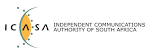 ICASA
INDEPENDENT COMMUNICATIONS
AUTHORITY OF SOUTH AFRICA